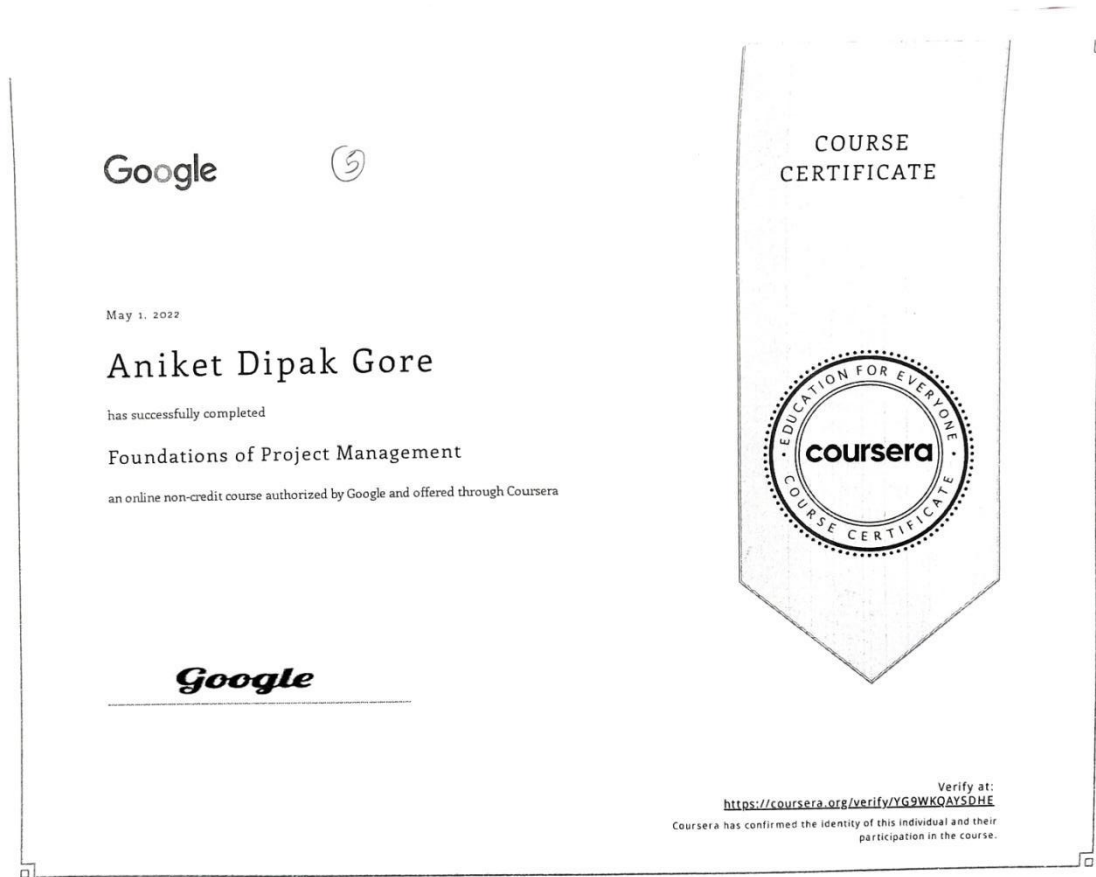 Google
5
COURSE
CERTIFICATE
May 1, 2022
Aniket Dipak Gore
has successfully completed
Foundations of Project Management
an online non-credit course authorized by Google and offered through Coursera
EDUCATION FOR EVERYONE
coursera
COURSE CERTIFICATE
Google
Verify at:
https://coursera.org/verify/YG9WKQAY5DHE
Coursera has confirmed the identity of this individual and their
participation in the course.